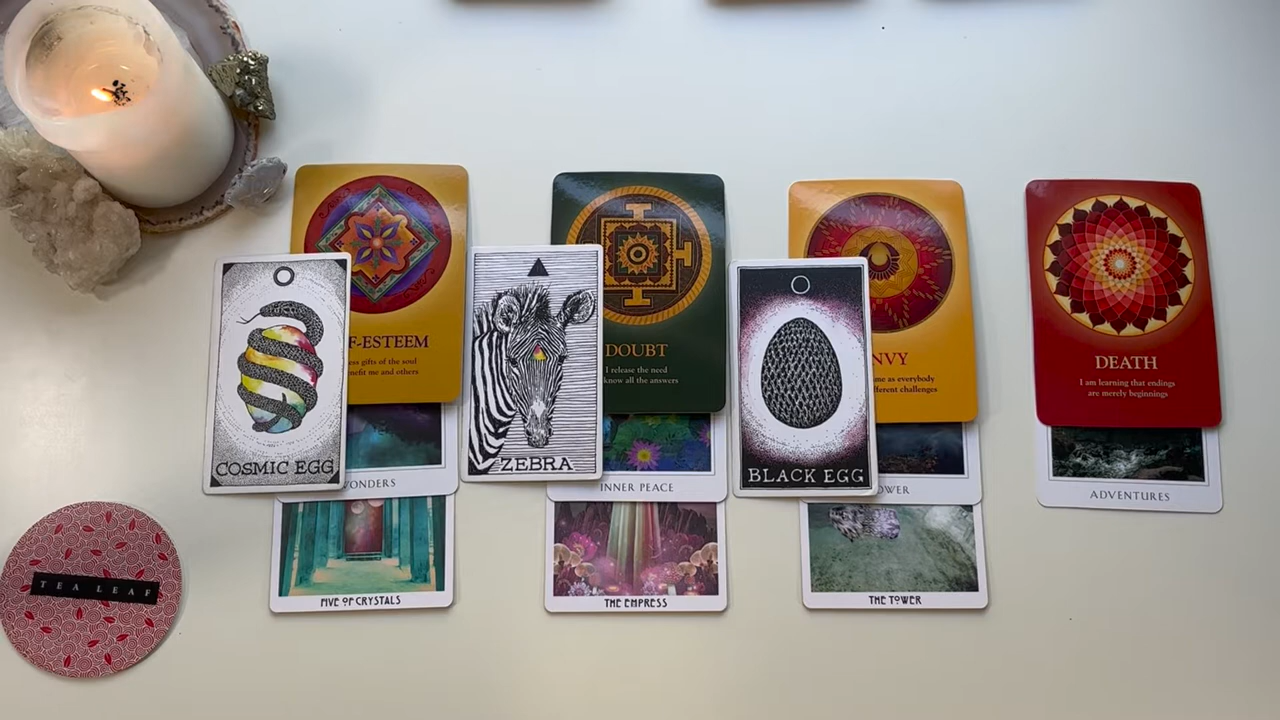 F-ESTEEM
ess gifts of the soul
nefit me and others
COSMIC EGG
ONDERS
FIVE OF CRYSTALS
ZEBRA
DOUBT
I release the need
know all the answers
INNER PEACE
THE EMPRESS
NVY
me as everybody
fferent challenges
BLACK EGG
OWER
THE TOWER
DEATH
I am learning that endings
are merely beginnings
ADVENTURES
TEA LEAF